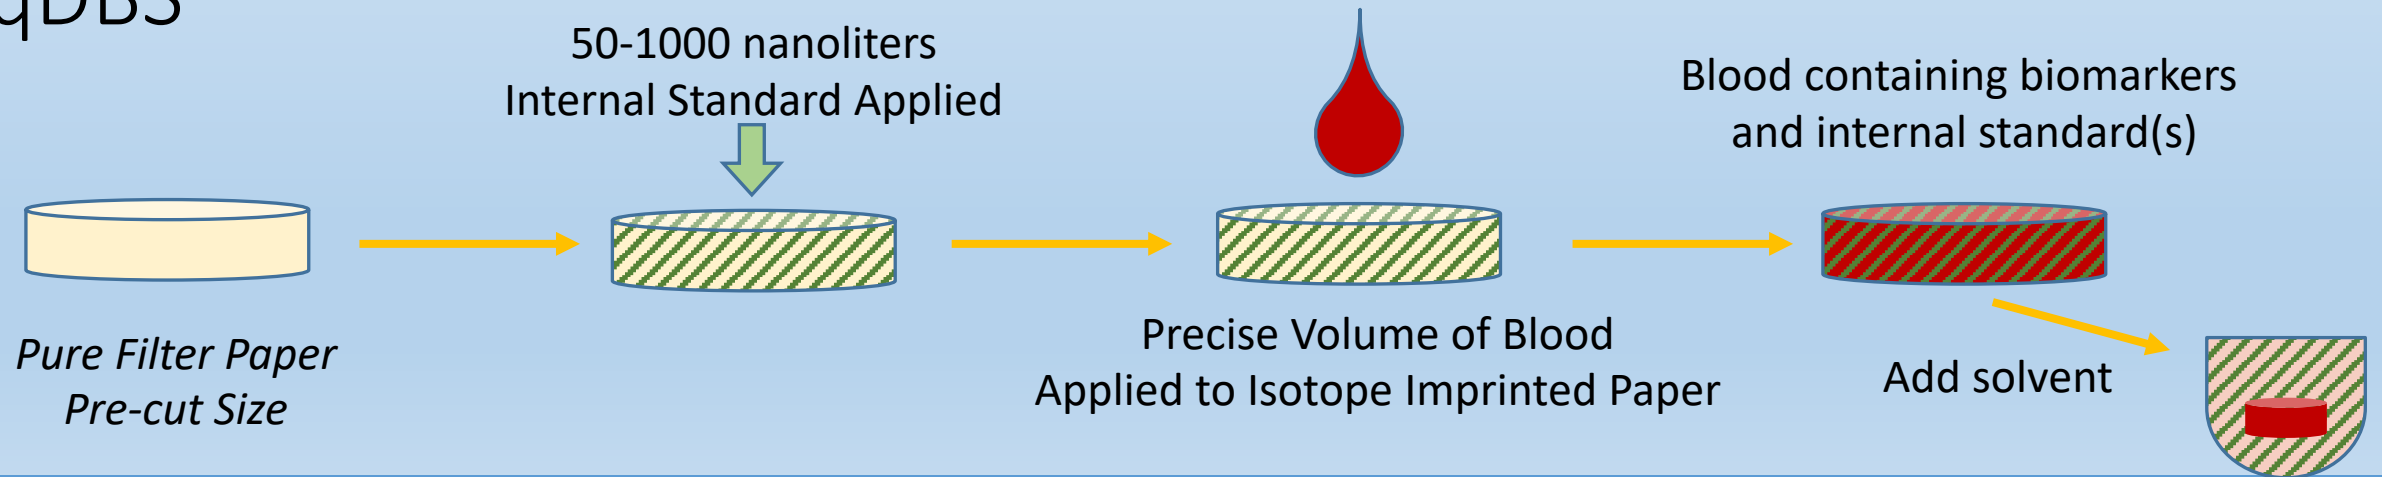 qDBS
50-1000 nanoliters
Internal Standard Applied
Blood containing biomarkers
and internal standard(s)
Pure Filter Paper
Pre-cut Size
Precise Volume of Blood
Applied to Isotope Imprinted Paper
Add solvent